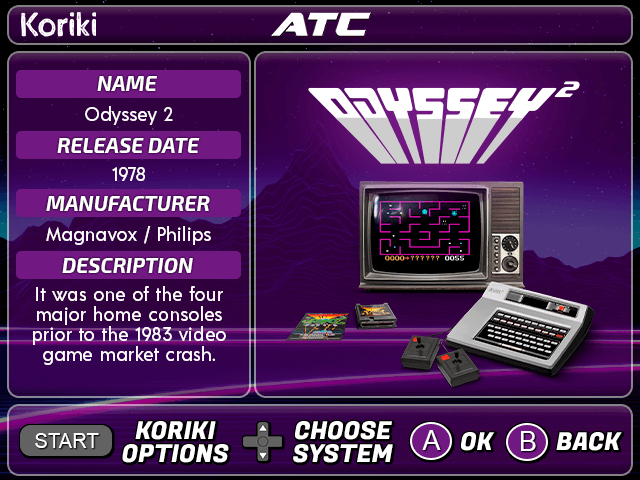 Koriki
ATC
NAME
Odyssey 2
RELEASE DATE
1978
MANUFACTURER
Magnavox / Philips
DESCRIPTION
It was one of the four
major home consoles
prior to the 1983 video
game market crash.
ODYSSEY2
0000→?????? 0055
START
KORIKI
OPTIONS
CHOOSE
SYSTEM
A
OK
B
BACK